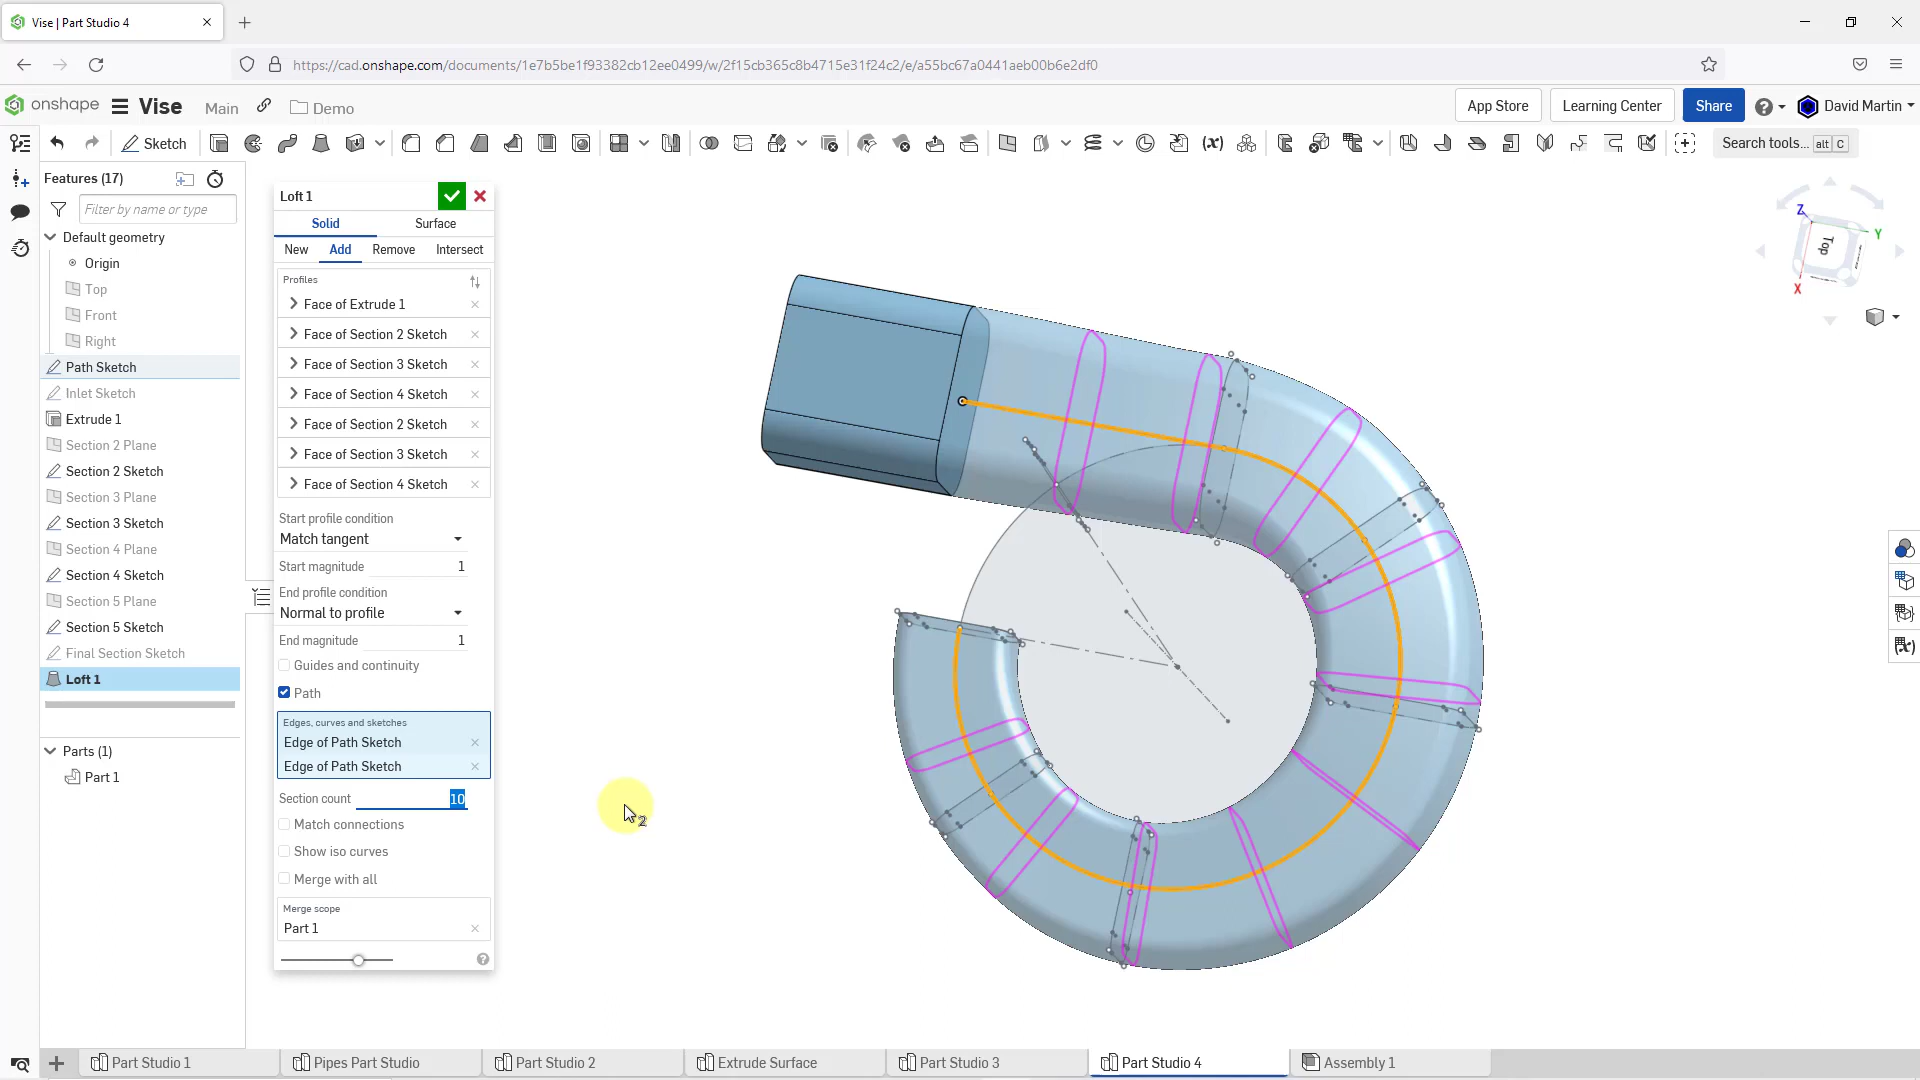 Vise | Part Studio 4
https://cad.onshape.com/documents/1e7b5be1f93382cb12ee0499/w/2f15cb365c8b4715e31f24c2/e/a55bc67a0441aeb00b6e2df0
onshape Vise Main Demo App Store Learning Center Share David Martin
Sketch Search tools... alt C
Features (17)
Filter by name or type
Default geometry
Origin
Top
Front
Right
Path Sketch
Inlet Sketch
Extrude 1
Section 2 Plane
Section 2 Sketch
Section 3 Plane
Section 3 Sketch
Section 4 Plane
Section 4 Sketch
Section 5 Plane
Section 5 Sketch
Final Section Sketch
Loft 1
Parts (1)
Part 1
Loft 1
Solid Surface
New Add Remove Intersect
Profiles
Face of Extrude 1
Face of Section 2 Sketch
Face of Section 3 Sketch
Face of Section 4 Sketch
Face of Section 2 Sketch
Face of Section 3 Sketch
Face of Section 4 Sketch
Start profile condition
Match tangent
Start magnitude 1
End profile condition
Normal to profile
End magnitude 1
Guides and continuity
Path
Edges, curves and sketches
Edge of Path Sketch
Edge of Path Sketch
Section count 10
Match connections
Show iso curves
Merge with all
Merge scope
Part 1
2
Z
Y
Top
X
Part Studio 1 Pipes Part Studio Part Studio 2 Extrude Surface Part Studio 3 Part Studio 4 Assembly 1